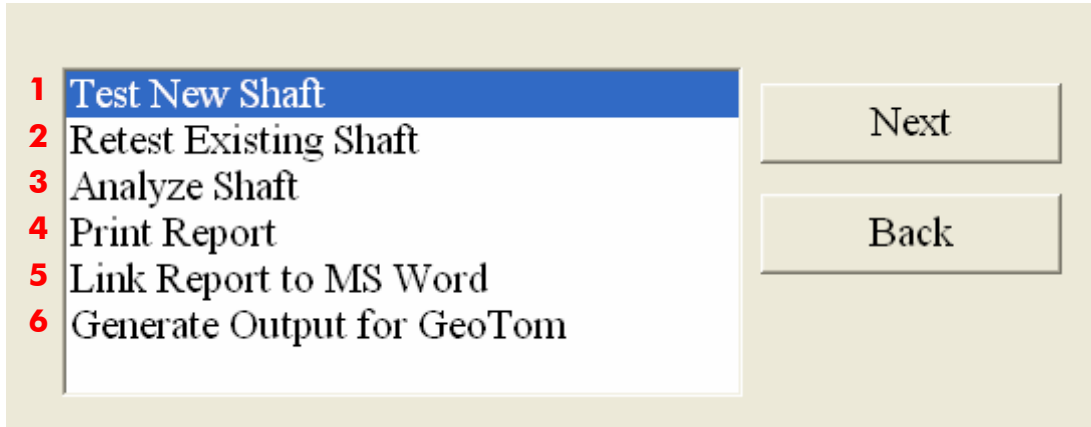 1 Test New Shaft
2 Retest Existing Shaft
3 Analyze Shaft
4 Print Report
5 Link Report to MS Word
6 Generate Output for GeoTom
Next
Back